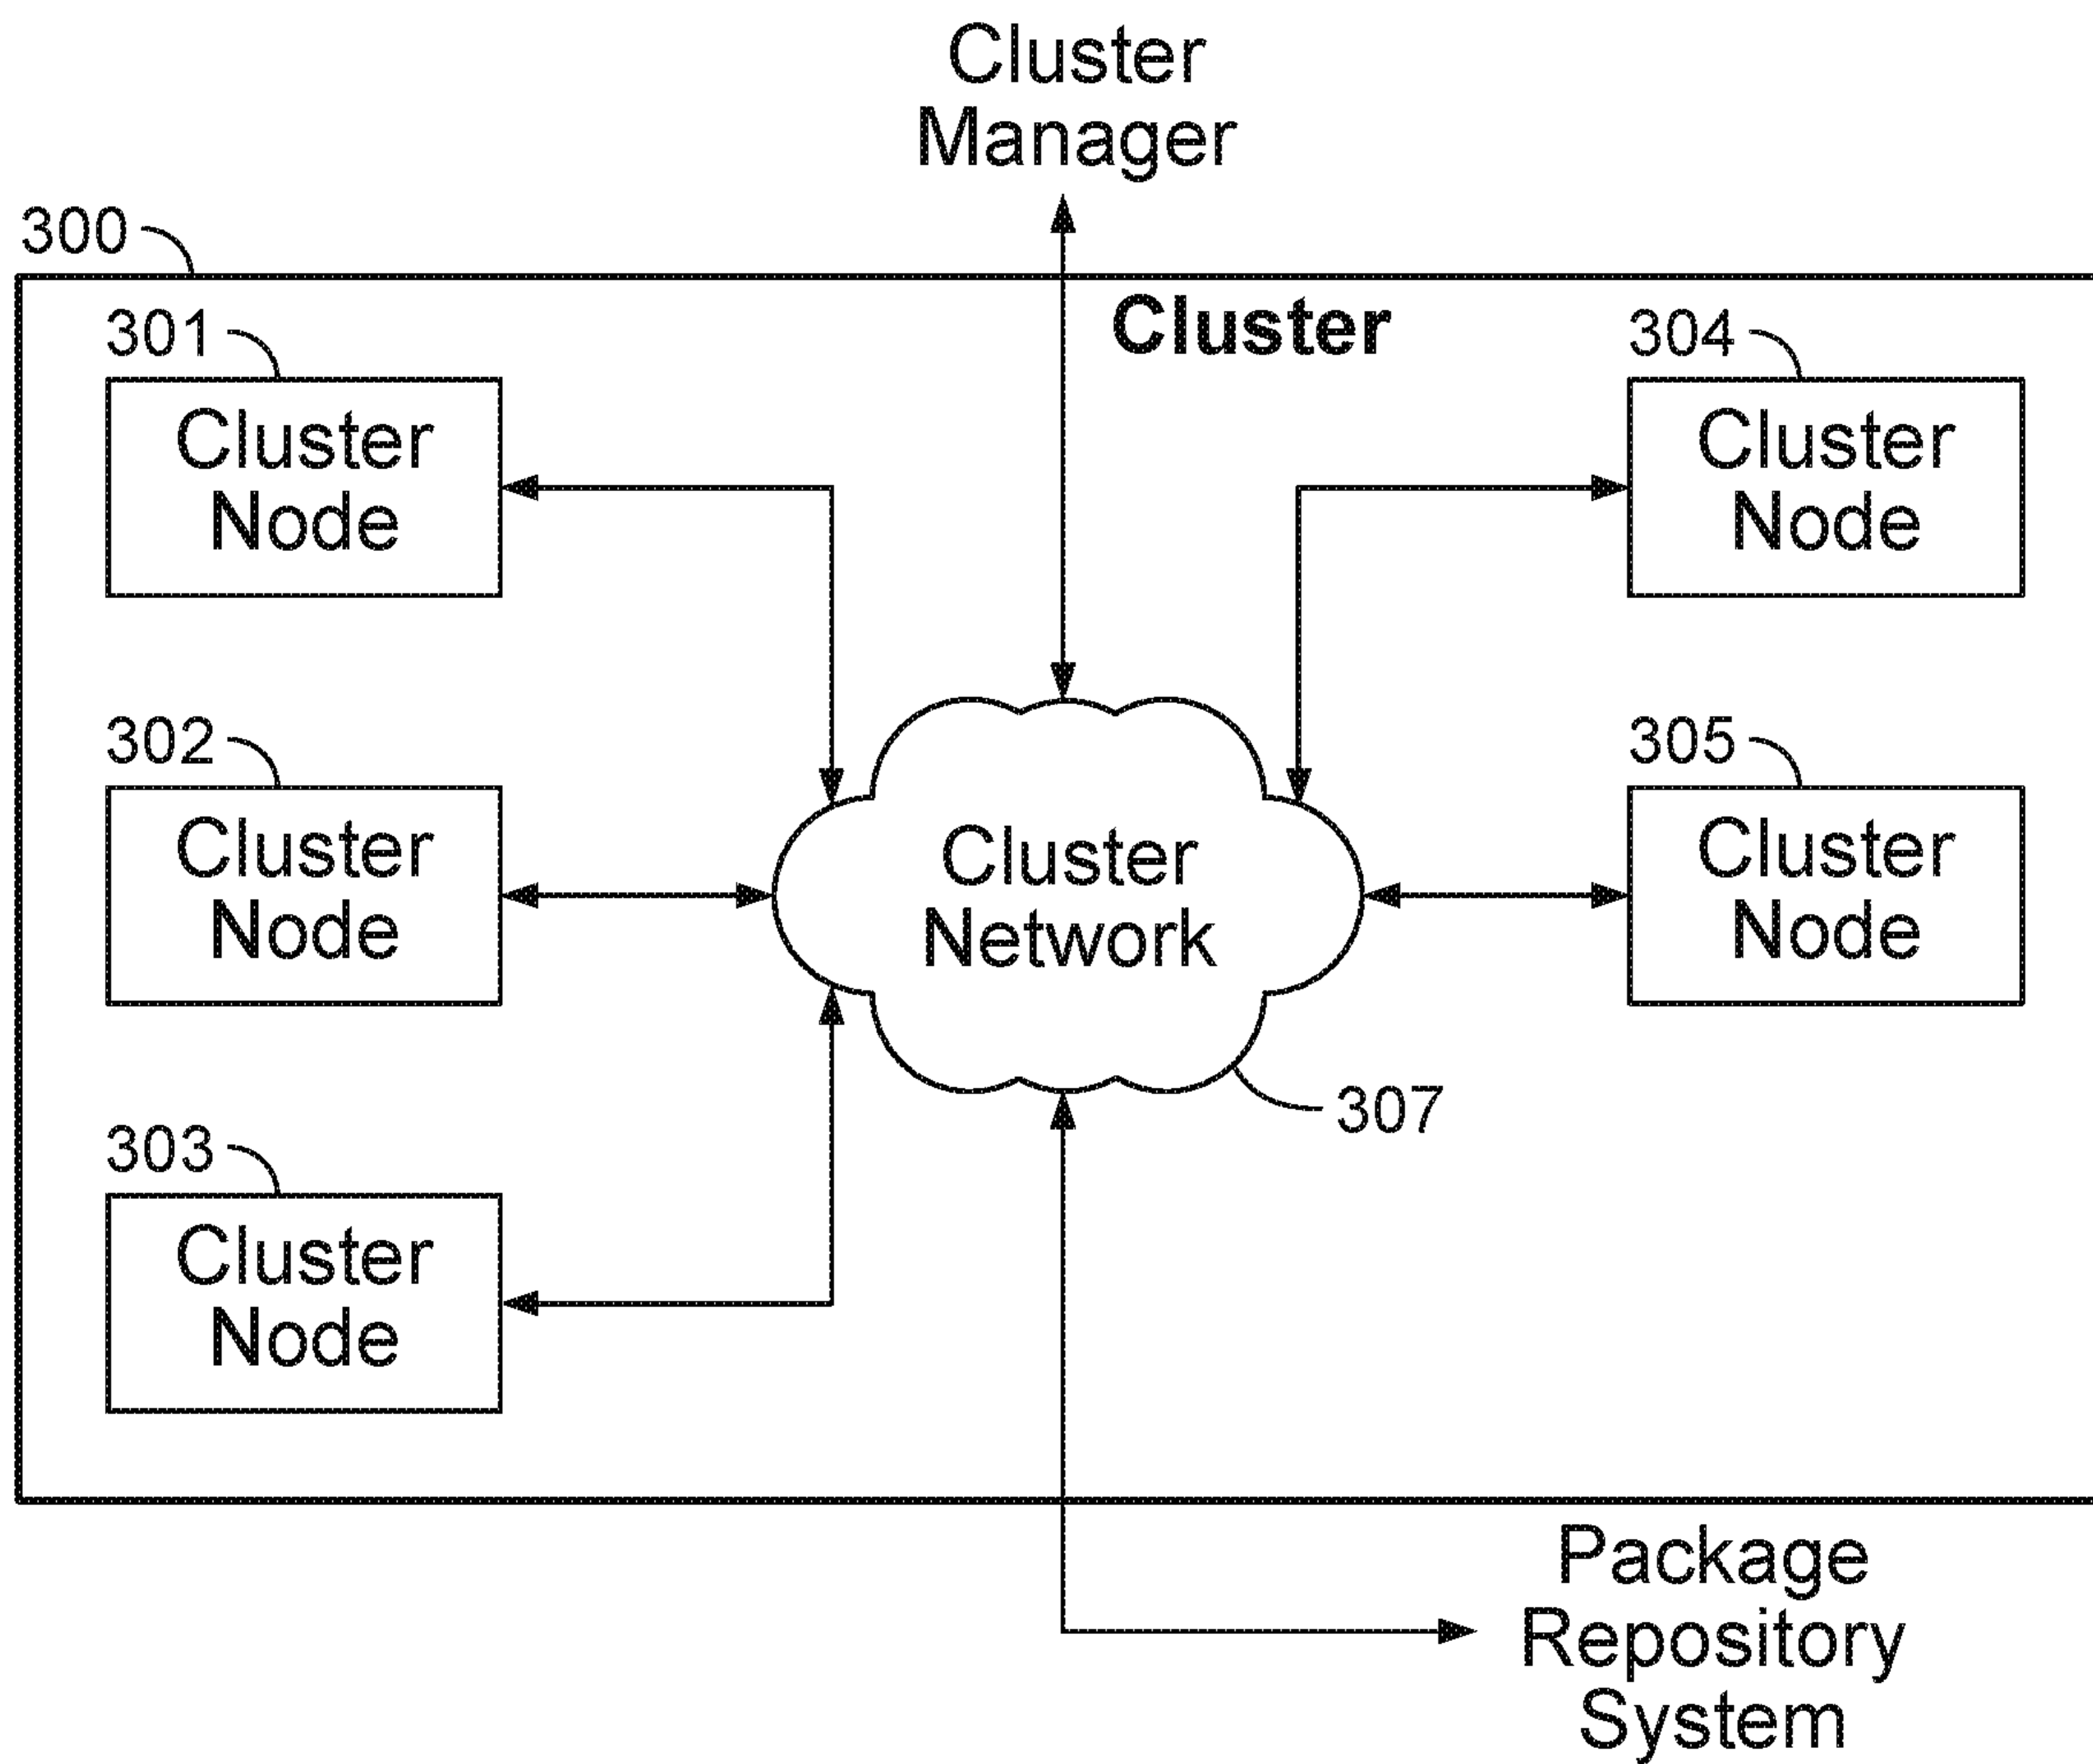 Cluster
Manager
300
Cluster
301
Cluster
Node
304
Cluster
Node
302
Cluster
Node
Cluster
Network
305
Cluster
Node
307
303
Cluster
Node
Package
Repository
System